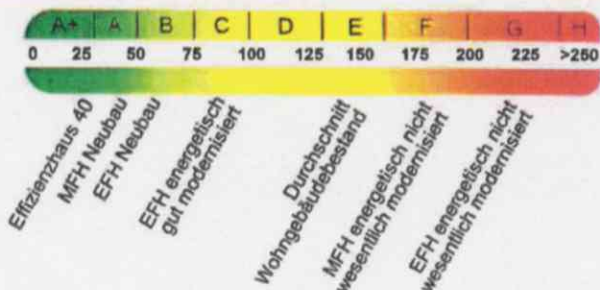 A+ A B C D E F G H
0 25 50 75 100 125 150 175 200 225 >250
Effizienzhaus 40
MFH Neubau
EFH Neubau
EFH energetisch
gut modernisiert
Durchschnitt
Wohngebäudebestand
MFH energetisch nicht
wesentlich modernisiert
EFH energetisch nicht
wesentlich modernisiert